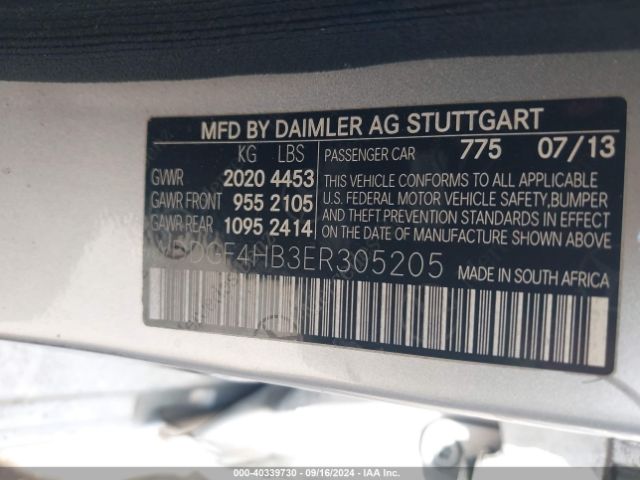 MFD BY DAIMLER AG STUTTGART
KG LBS PASSENGER CAR 775 07/13
GVWR 2020 4453
GAWR FRONT 955 2105
GAWR REAR 1095 2414
THIS VEHICLE CONFORMS TO ALL APPLICABLE
U.S. FEDERAL MOTOR VEHICLE SAFETY,BUMPER
AND THEFT PREVENTION STANDARDS IN EFFECT
ON THE DATE OF MANUFACTURE SHOWN ABOVE.
WDDGF4HB3ER305205 MADE IN SOUTH AFRICA
000-40339730 - 09/16/2024 - IAA Inc.